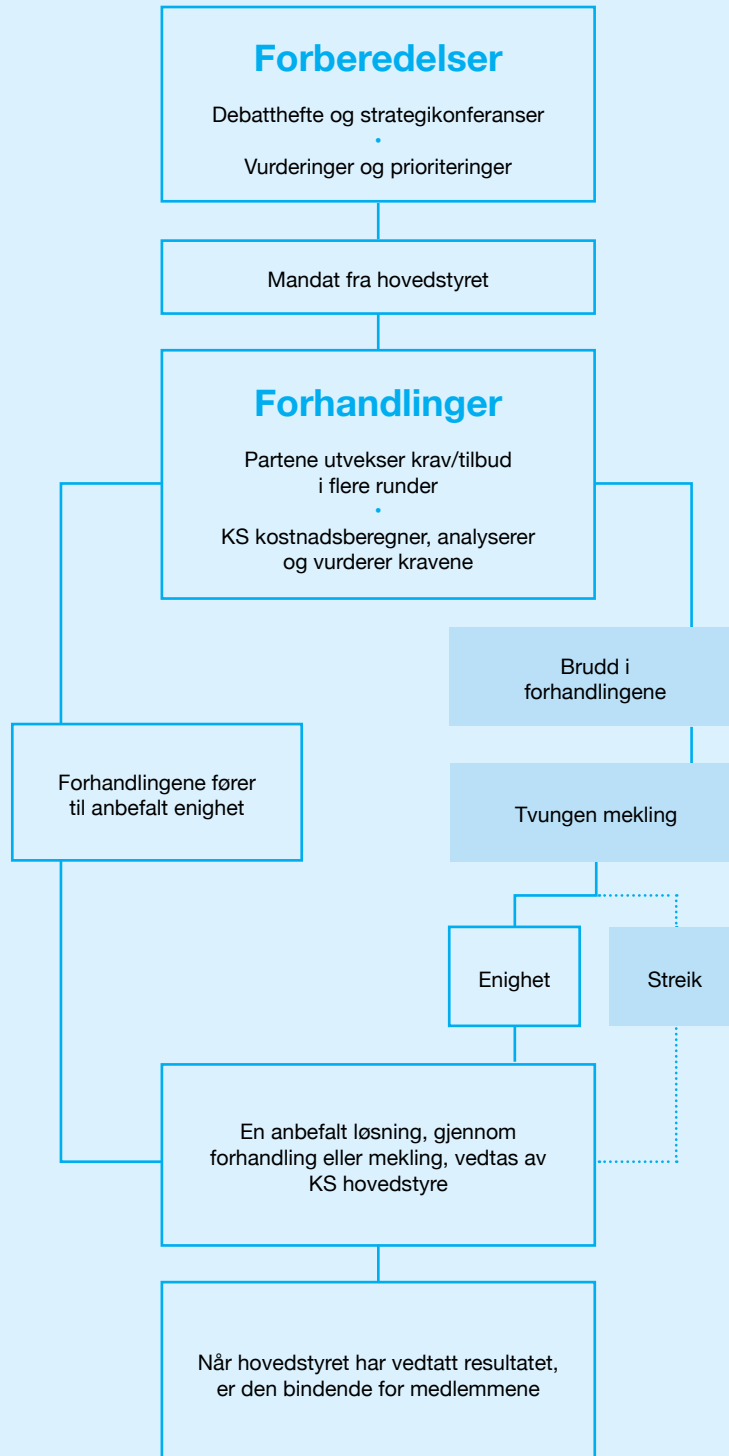 Forberedelser
Debatthefte og strategikonferanser
•
Vurderinger og prioriteringer
Mandat fra hovedstyret
Forhandlinger
Partene utvekser krav/tilbud
i flere runder
•
KS kostnadsberegner, analyserer
og vurderer kravene
Brudd i
forhandlingene
Forhandlingene fører
til anbefalt enighet
Tvungen mekling
Enighet
Streik
En anbefalt løsning, gjennom
forhandling eller mekling, vedtas av
KS hovedstyre
Når hovedstyret har vedtatt resultatet,
er den bindende for medlemmene